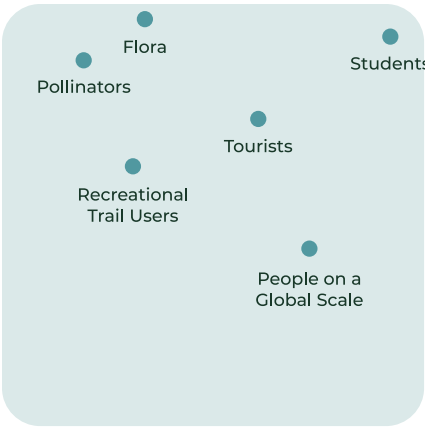 Flora
Students
Pollinators
Tourists
Recreational
Trail Users
People on a
Global Scale